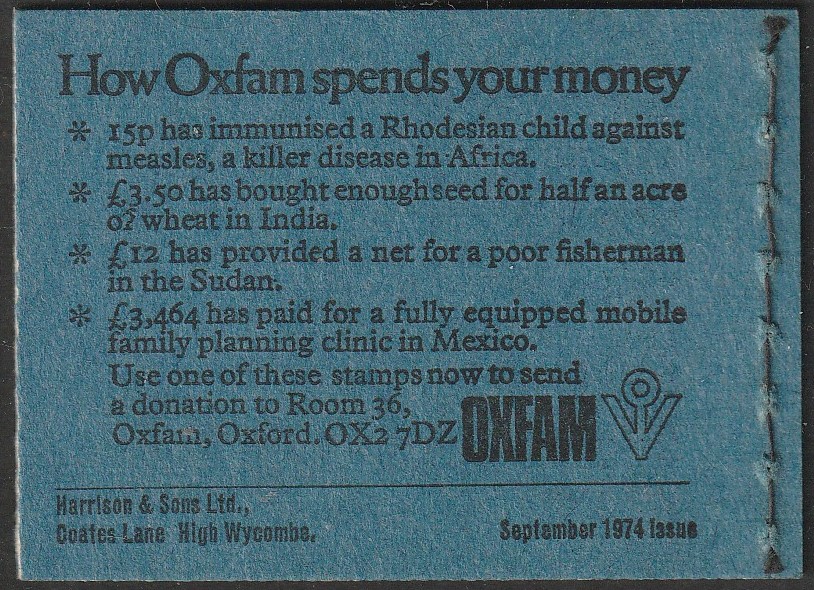 How Oxfam spends your money
* 15p has immunised a Rhodesian child against
measles, a killer disease in Africa.
* £3.50 has bought enough seed for half an acre
of wheat in India.
* £12 has provided a net for a poor fisherman
in the Sudan.
* £3,464 has paid for a fully equipped mobile
family planning clinic in Mexico.
Use one of these stamps now to send
a donation to Room 36,
Oxfam, Oxford. OX2 7DZ OXFAM
Harrison & Sons Ltd.,
Coates Lane High Wycombe.
September 1974 Issue